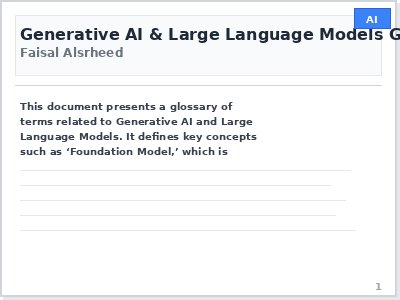 AI
Generative AI & Large Language Models G
Faisal Alsrheed
This document presents a glossary of
terms related to Generative AI and Large
Language Models. It defines key concepts
such as ‘Foundation Model,’ which is
1